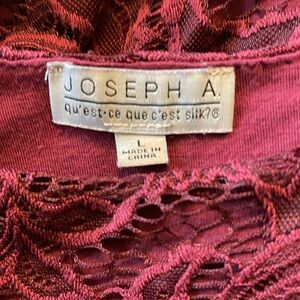 JOSEPH A.
qu'est-ce que c'est silk?®
L
MADE IN
CHINA